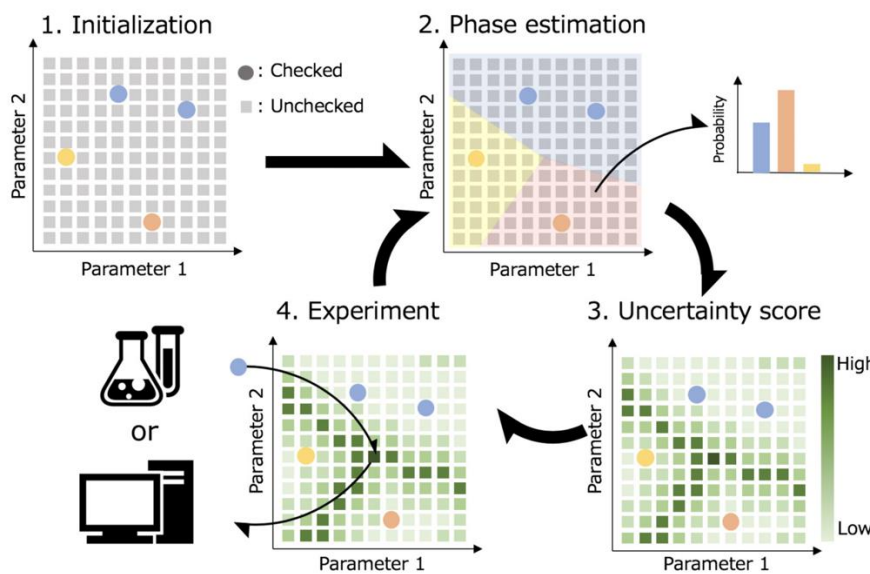 1. Initialization
Parameter 2
Parameter 1
: Checked
: Unchecked
2. Phase estimation
Parameter 2
Parameter 1
Probability
4. Experiment
Parameter 2
Parameter 1
or
3. Uncertainty score
Parameter 2
Parameter 1
High
Low